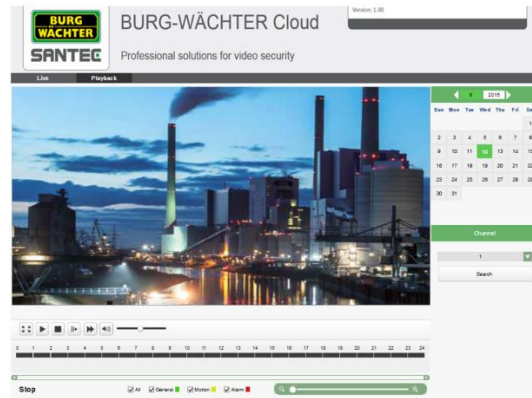 BURG
WÄCHTER
SANTEC
BURG-WÄCHTER Cloud
Professional solutions for video security
Version: 1.00
Live Playback
8 2015
Sun Mon Tue Wed Thu Fri Sa
1
2 3 4 5 6 7 8
9 10 11 12 13 14 15
16 17 18 19 20 21 22
23 24 25 26 27 28 29
30 31
Channel
1
Search
0 1 2 3 4 5 6 7 8 9 10 11 12 13 14 15 16 17 18 19 20 21 22 23 24
Stop
All General Motion Alarm